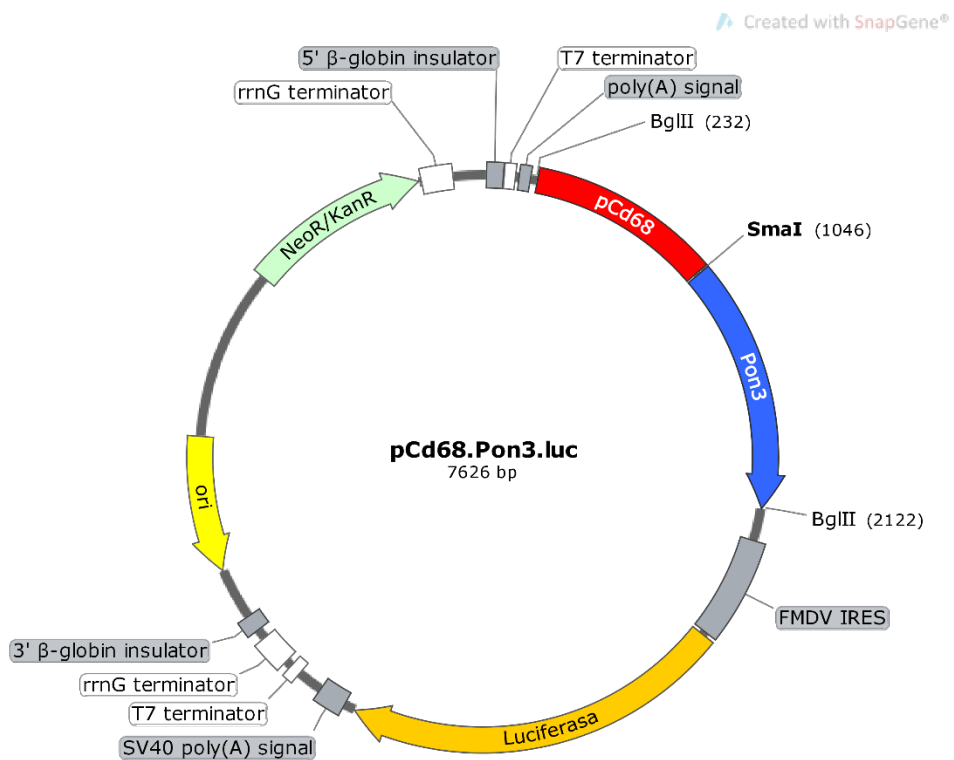 Created with SnapGene®
5' β-globin insulator
T7 terminator
rrnG terminator
poly(A) signal
BglII (232)
pCd68
NeoR/KanR
SmaI (1046)
Pon3
pCd68.Pon3.luc
7626 bp
ori
BglII (2122)
FMDV IRES
3' β-globin insulator
rrnG terminator
T7 terminator
Luciferasa
SV40 poly(A) signal